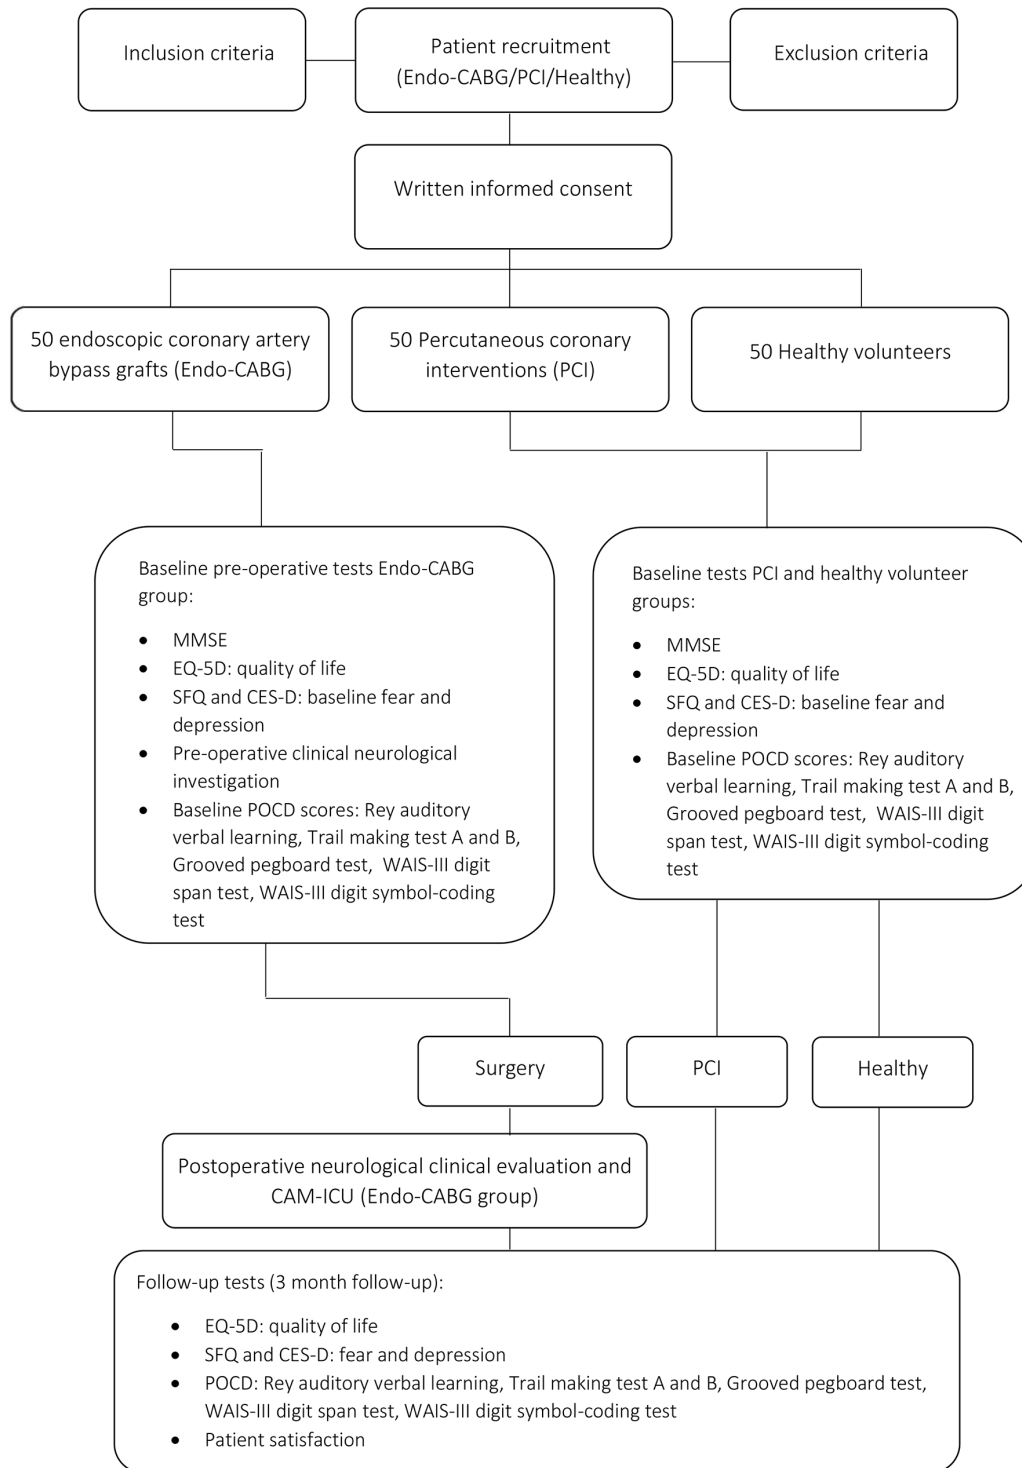 Inclusion criteria
Patient recruitment
(Endo-CABG/PCI/Healthy)
Exclusion criteria
Written informed consent
50 endoscopic coronary artery
bypass grafts (Endo-CABG)
50 Percutaneous coronary
interventions (PCI)
50 Healthy volunteers
Baseline pre-operative tests Endo-CABG
group:
• MMSE
• EQ-5D: quality of life
• SFQ and CES-D: baseline fear and
depression
• Pre-operative clinical neurological
investigation
• Baseline POCD scores: Rey auditory
verbal learning, Trail making test A and B,
Grooved pegboard test, WAIS-III digit
span test, WAIS-III digit symbol-coding
test
Baseline tests PCI and healthy volunteer
groups:
• MMSE
• EQ-5D: quality of life
• SFQ and CES-D: baseline fear and
depression
• Baseline POCD scores: Rey auditory
verbal learning, Trail making test A and B,
Grooved pegboard test, WAIS-III digit
span test, WAIS-III digit symbol-coding
test
Surgery
PCI
Healthy
Postoperative neurological clinical evaluation and
CAM-ICU (Endo-CABG group)
Follow-up tests (3 month follow-up):
• EQ-5D: quality of life
• SFQ and CES-D: fear and depression
• POCD: Rey auditory verbal learning, Trail making test A and B, Grooved pegboard test,
WAIS-III digit span test, WAIS-III digit symbol-coding test
• Patient satisfaction